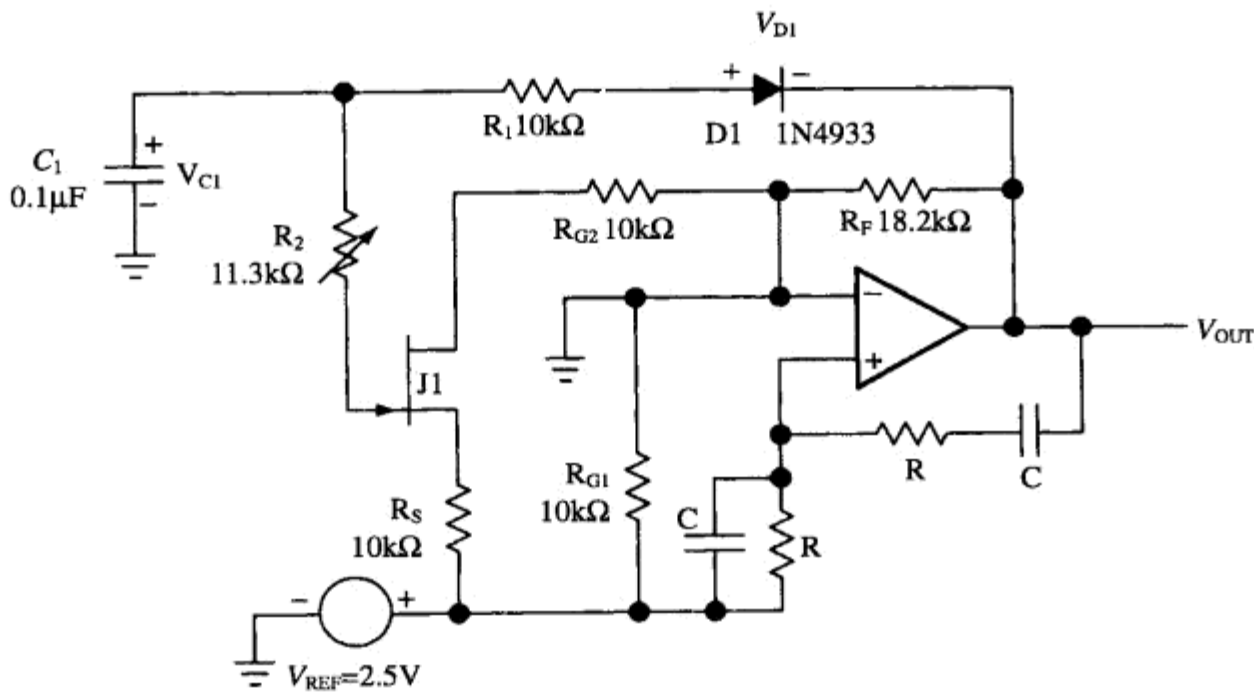 V_D1
+
−
R_1 10kΩ
D1
1N4933
C_1
0.1μF
+
V_C1
−
R_G2 10kΩ
R_F 18.2kΩ
R_2
11.3kΩ
−
+
V_OUT
J1
R
C
R_G1
10kΩ
R_S
10kΩ
C
R
−
+
V_REF=2.5V